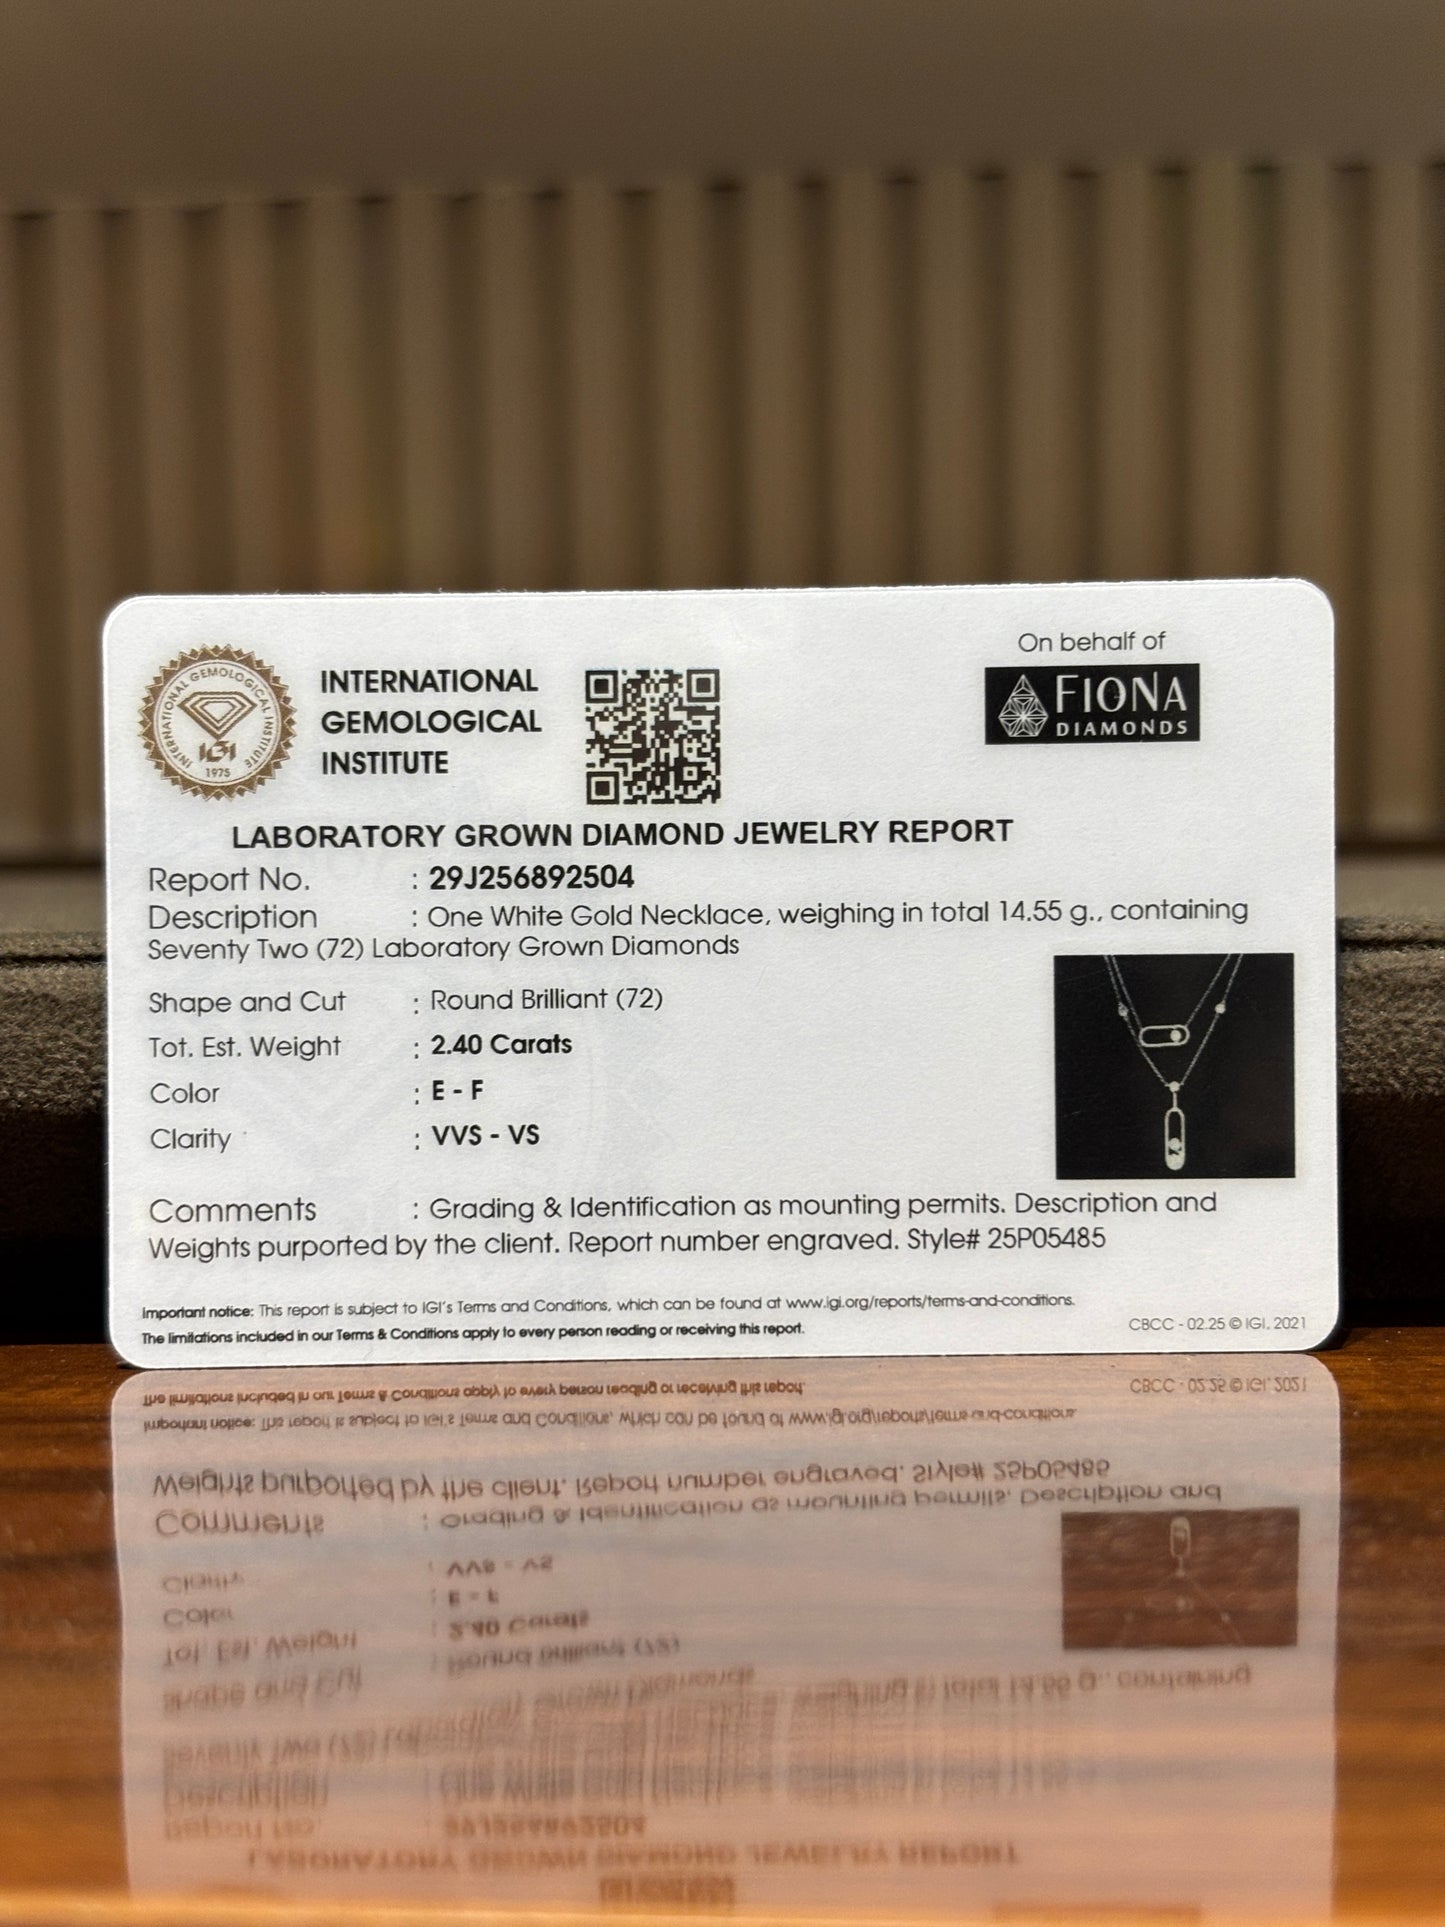 INTERNATIONAL GEMOLOGICAL INSTITUTE
IGI
1975
INTERNATIONAL
GEMOLOGICAL
INSTITUTE
On behalf of
FIONA
DIAMONDS
LABORATORY GROWN DIAMOND JEWELRY REPORT
Report No. : 29J256892504
Description : One White Gold Necklace, weighing in total 14.55 g., containing
Seventy Two (72) Laboratory Grown Diamonds
Shape and Cut : Round Brilliant (72)
Tot. Est. Weight : 2.40 Carats
Color : E - F
Clarity : VVS - VS
Comments : Grading & Identification as mounting permits. Description and
Weights purported by the client. Report number engraved. Style# 25P05485
Important notice: This report is subject to IGI's Terms and Conditions, which can be found at www.igi.org/reports/terms-and-conditions.
The limitations included in our Terms & Conditions apply to every person reading or receiving this report.
CBCC - 02.25 © IGI, 2021